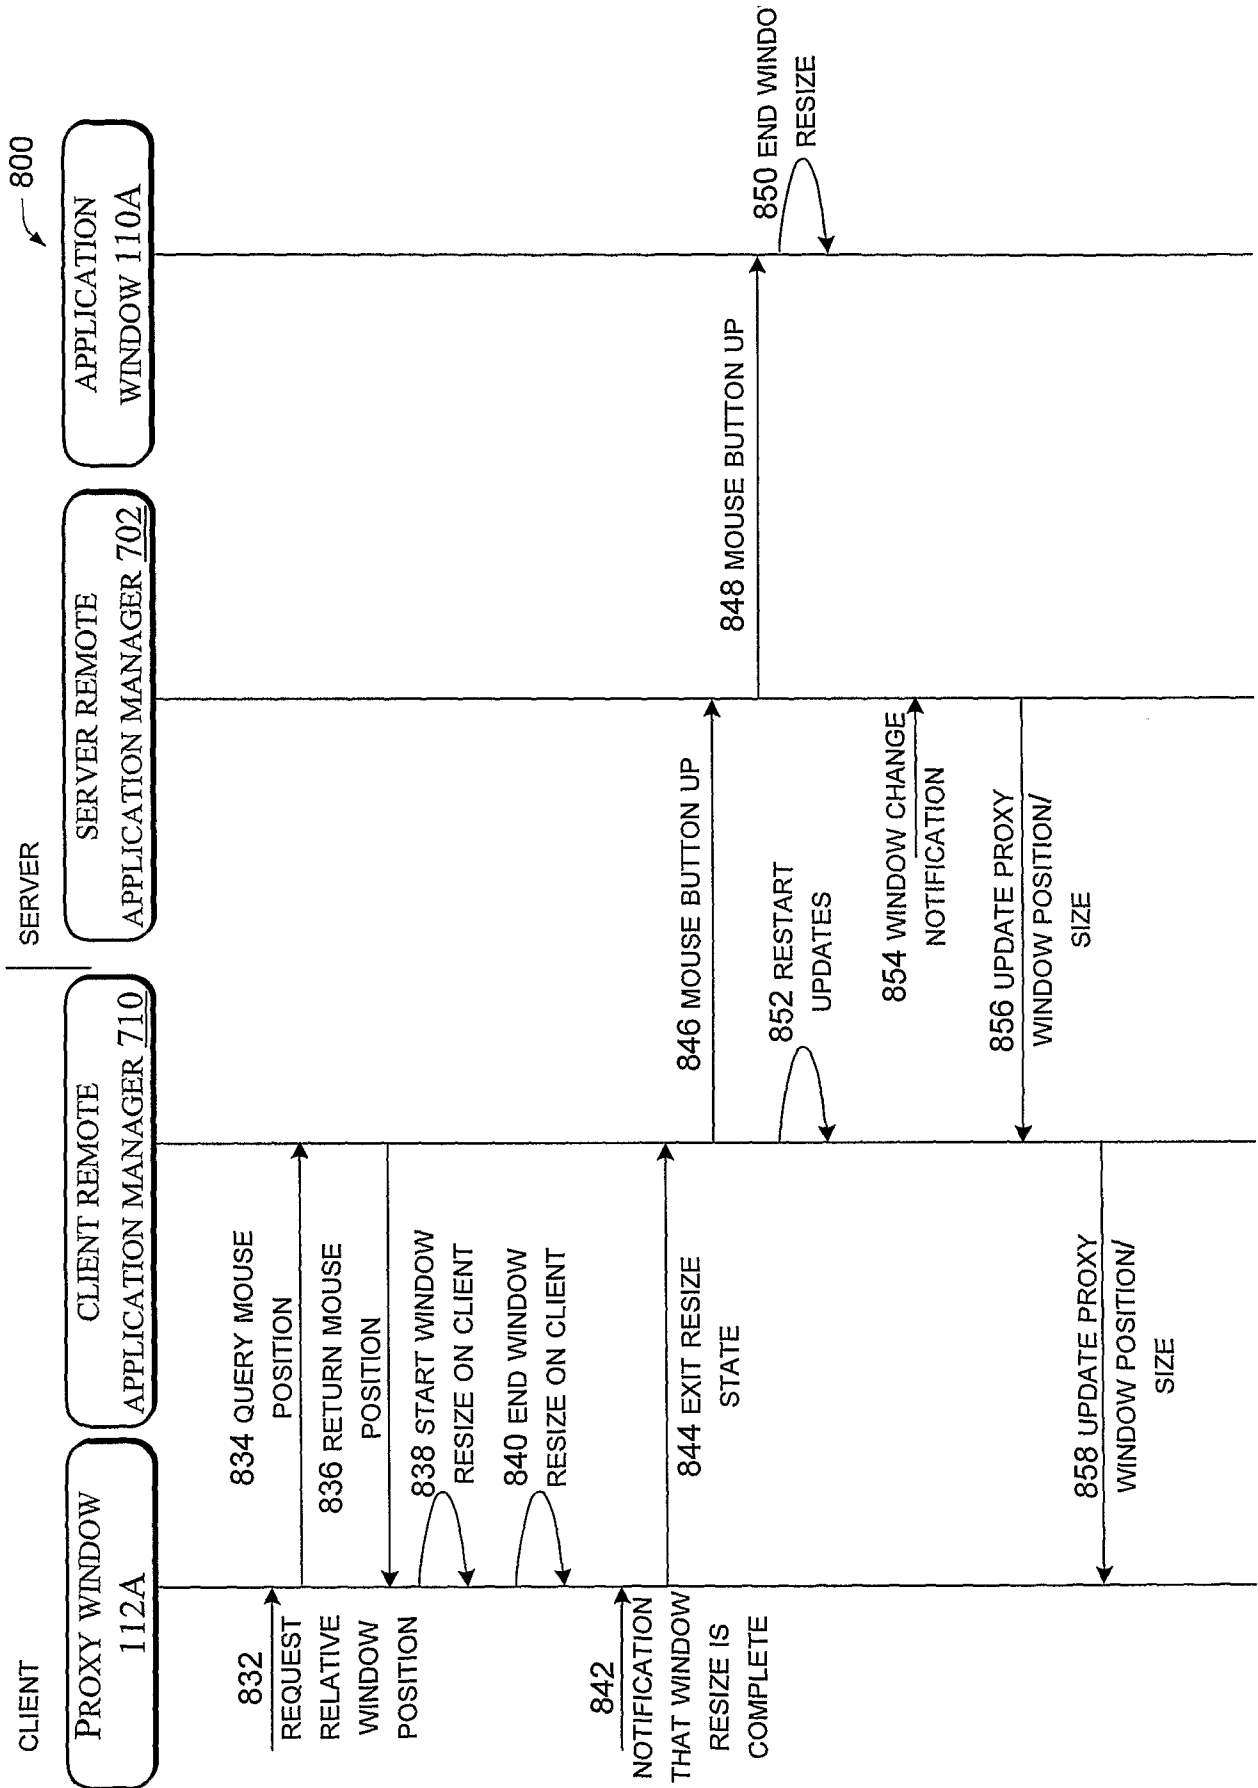 CLIENT
SERVER
800
PROXY WINDOW
112A
CLIENT REMOTE
APPLICATION MANAGER 710
SERVER REMOTE
APPLICATION MANAGER 702
APPLICATION
WINDOW 110A
832
REQUEST
RELATIVE
WINDOW
POSITION
834 QUERY MOUSE
POSITION
836 RETURN MOUSE
POSITION
838 START WINDOW
RESIZE ON CLIENT
840 END WINDOW
RESIZE ON CLIENT
842
NOTIFICATION
THAT WINDOW
RESIZE IS
COMPLETE
844 EXIT RESIZE
STATE
846 MOUSE BUTTON UP
848 MOUSE BUTTON UP
850 END WINDO
RESIZE
852 RESTART
UPDATES
854 WINDOW CHANGE
NOTIFICATION
856 UPDATE PROXY
WINDOW POSITION/
SIZE
858 UPDATE PROXY
WINDOW POSITION/
SIZE